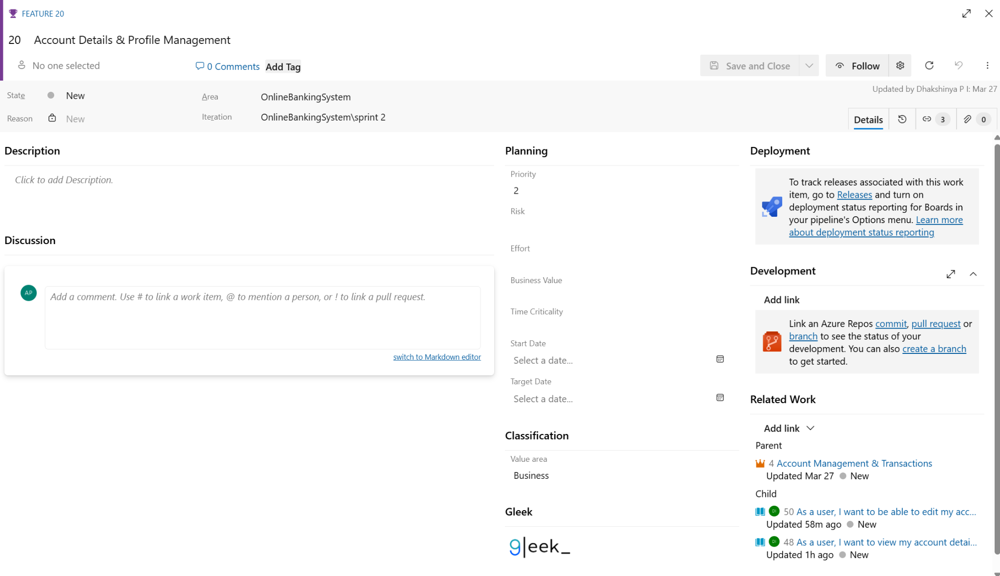 FEATURE 20
20 Account Details & Profile Management
No one selected
0 Comments Add Tag
Save and Close
Follow
State New
Area OnlineBankingSystem
Updated by Dhakshinya P I: Mar 27
Reason New
Iteration OnlineBankingSystem\sprint 2
Details 3 0
Description
Click to add Description.
Discussion
AP
Add a comment. Use # to link a work item, @ to mention a person, or ! to link a pull request.
switch to Markdown editor
Planning
Priority
2
Risk
Effort
Business Value
Time Criticality
Start Date
Select a date...
Target Date
Select a date...
Classification
Value area
Business
Gleek
gleek_
Deployment
To track releases associated with this work
item, go to Releases and turn on
deployment status reporting for Boards in
your pipeline's Options menu. Learn more
about deployment status reporting
Development
Add link
Link an Azure Repos commit, pull request or
branch to see the status of your
development. You can also create a branch
to get started.
Related Work
Add link
Parent
4 Account Management & Transactions
Updated Mar 27 New
Child
DI 50 As a user, I want to be able to edit my acc...
Updated 58m ago New
DI 48 As a user, I want to view my account detai...
Updated 1h ago New